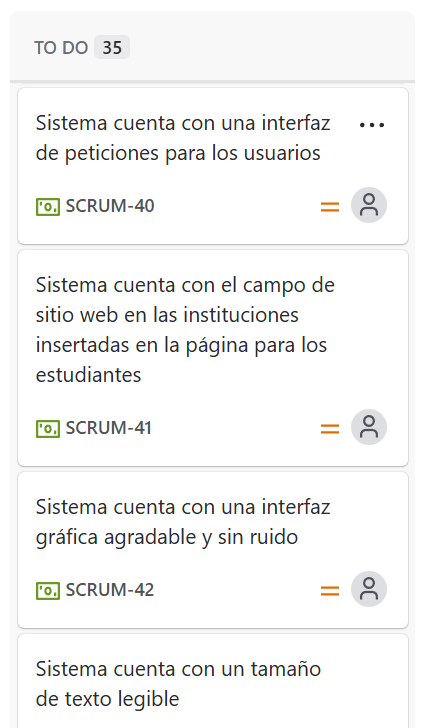 TO DO 35
Sistema cuenta con una interfaz
de peticiones para los usuarios
SCRUM-40
Sistema cuenta con el campo de
sitio web en las instituciones
insertadas en la página para los
estudiantes
SCRUM-41
Sistema cuenta con una interfaz
gráfica agradable y sin ruido
SCRUM-42
Sistema cuenta con un tamaño
de texto legible